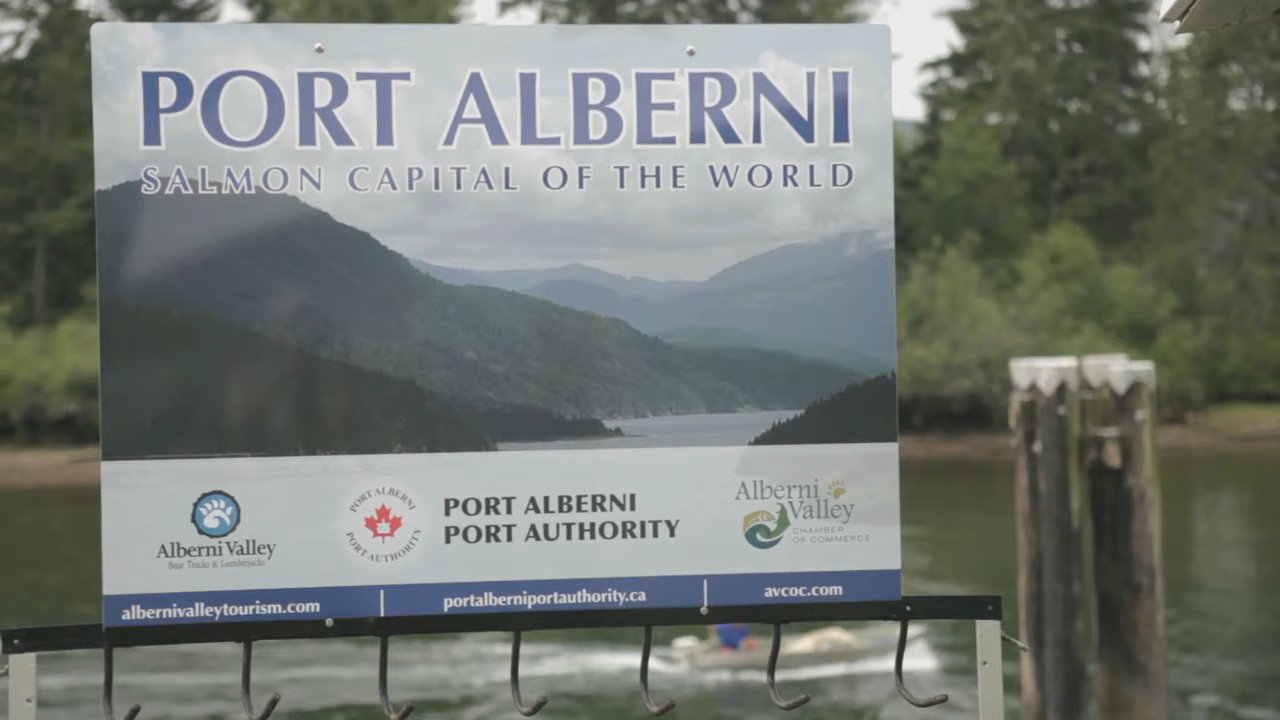 PORT ALBERNI
SALMON CAPITAL OF THE WORLD
Alberni Valley
Bear Tracks & Lumberjacks
PORT ALBERNI
PORT AUTHORITY
PORT ALBERNI
PORT AUTHORITY
Alberni
Valley
CHAMBER
OF COMMERCE
albernivalleytourism.com
portalberniportauthority.ca
avcoc.com